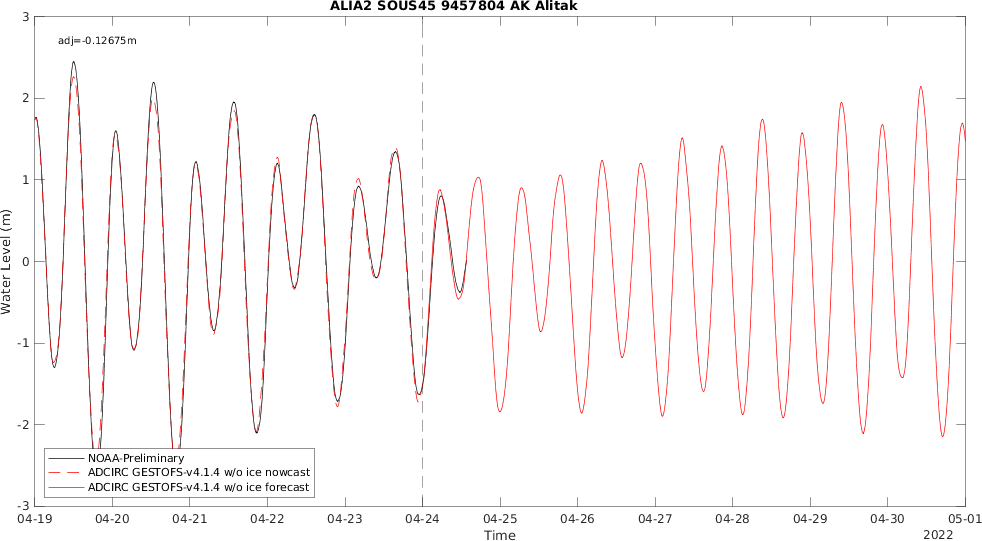 ALIA2 SOUS45 9457804 AK Alitak
adj=-0.12675m
3
2
1
0
-1
-2
-3
Water Level (m)
NOAA-Preliminary
ADCIRC GESTOFS-v4.1.4 w/o ice nowcast
ADCIRC GESTOFS-v4.1.4 w/o ice forecast
04-19 04-20 04-21 04-22 04-23 04-24 04-25 04-26 04-27 04-28 04-29 04-30 05-01
Time
2022